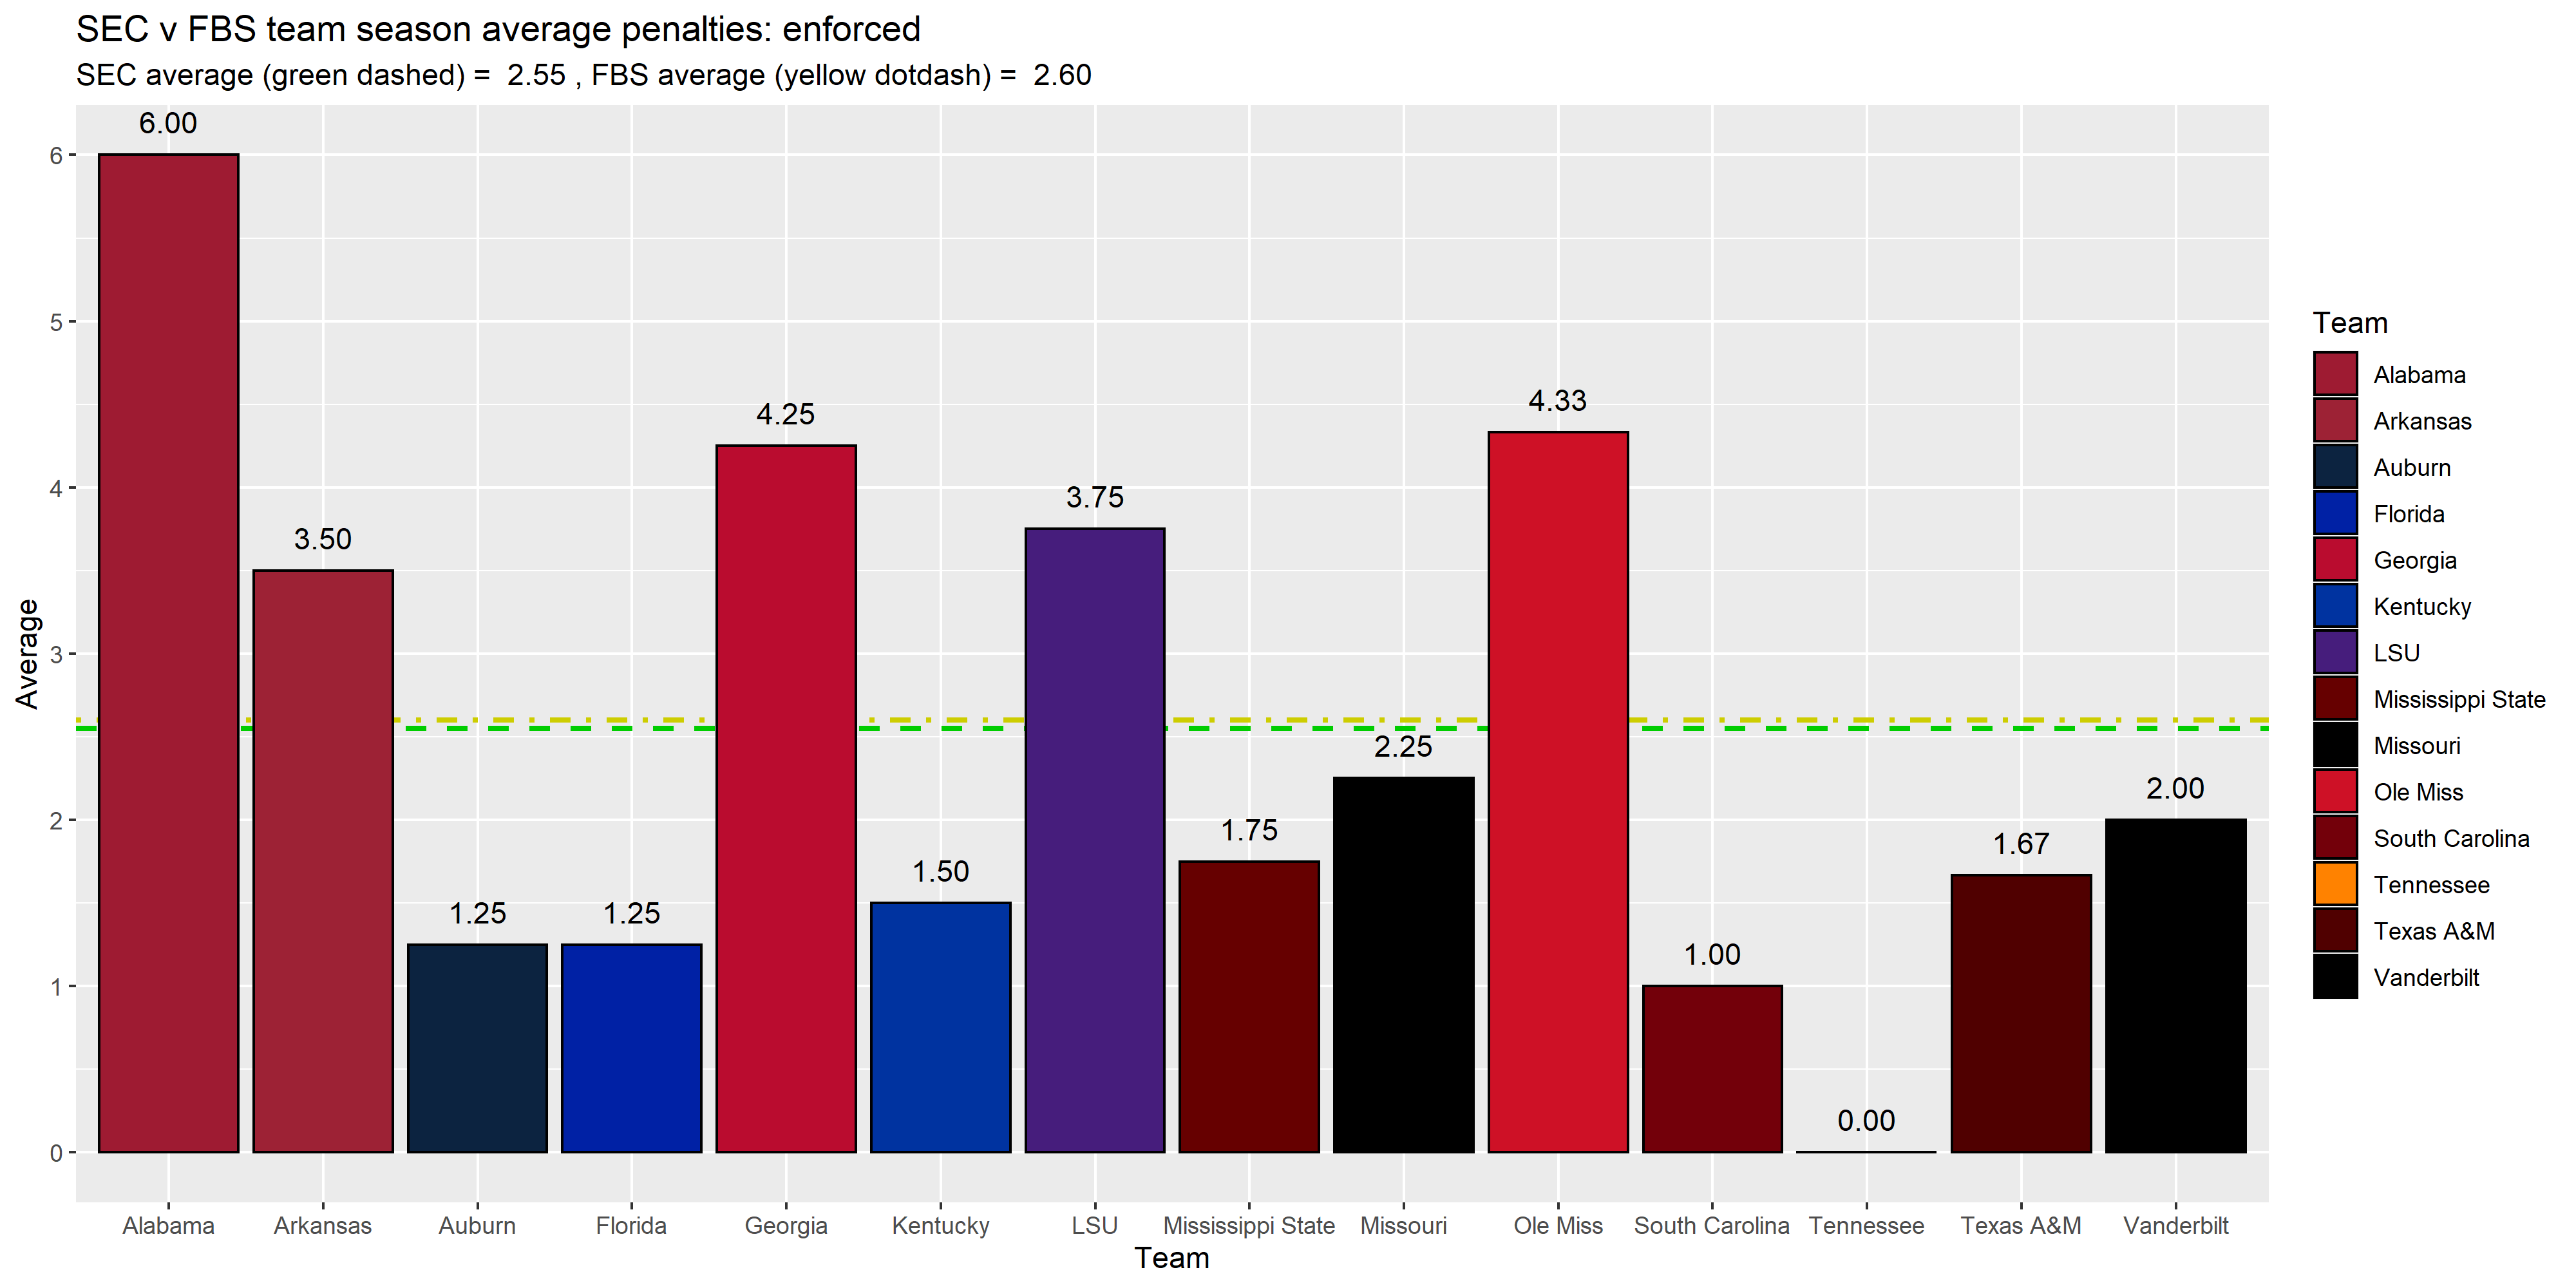 SEC v FBS team season average penalties: enforced
SEC average (green dashed) =  2.55 , FBS average (yellow dotdash) =  2.60
6.00
3.50
1.25
1.25
4.25
1.50
3.75
1.75
2.25
4.33
1.00
0.00
1.67
2.00
6
5
4
3
2
1
0
Average
Alabama
Arkansas
Auburn
Florida
Georgia
Kentucky
LSU
Mississippi State
Missouri
Ole Miss
South Carolina
Tennessee
Texas A&M
Vanderbilt
Team
Team
Alabama
Arkansas
Auburn
Florida
Georgia
Kentucky
LSU
Mississippi State
Missouri
Ole Miss
South Carolina
Tennessee
Texas A&M
Vanderbilt